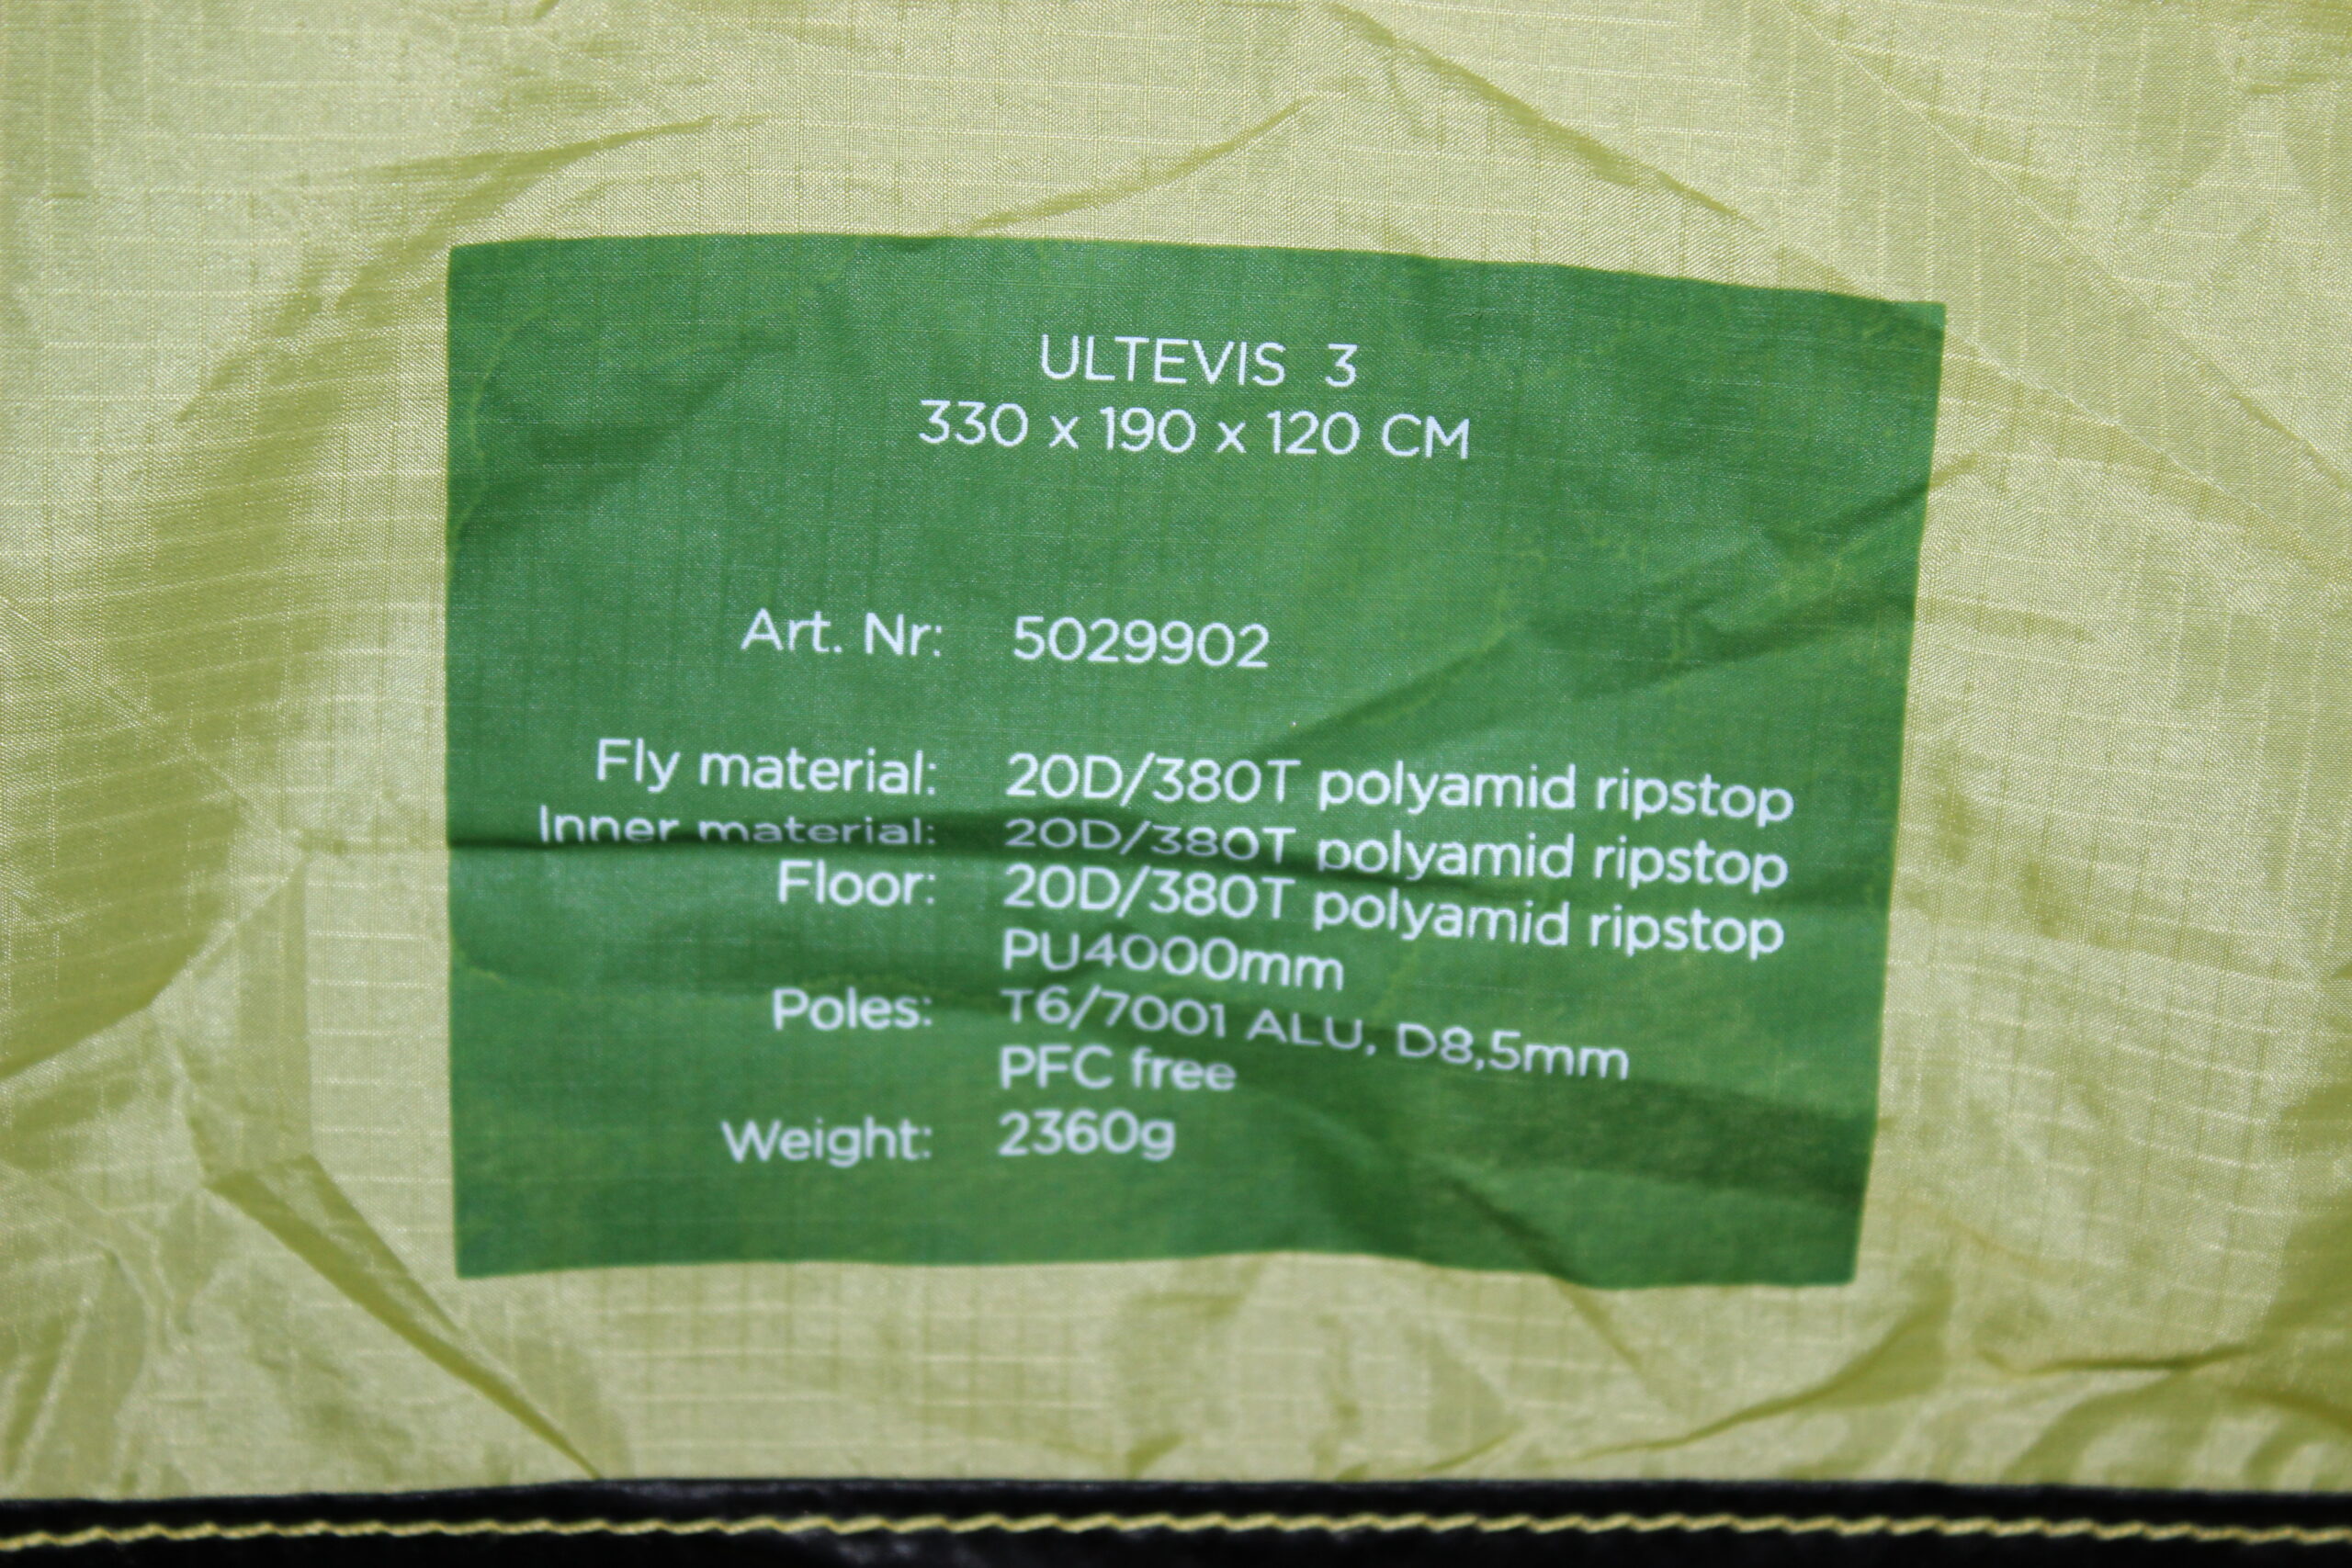 ULTEVIS 3
330 x 190 x 120 CM
Art. Nr: 5029902
Fly material: 20D/380T polyamid ripstop
Inner material: 20D/380T polyamid ripstop
Floor: 20D/380T polyamid ripstop
PU4000mm
Poles: T6/7001 ALU, D8,5mm
PFC free
Weight: 2360g